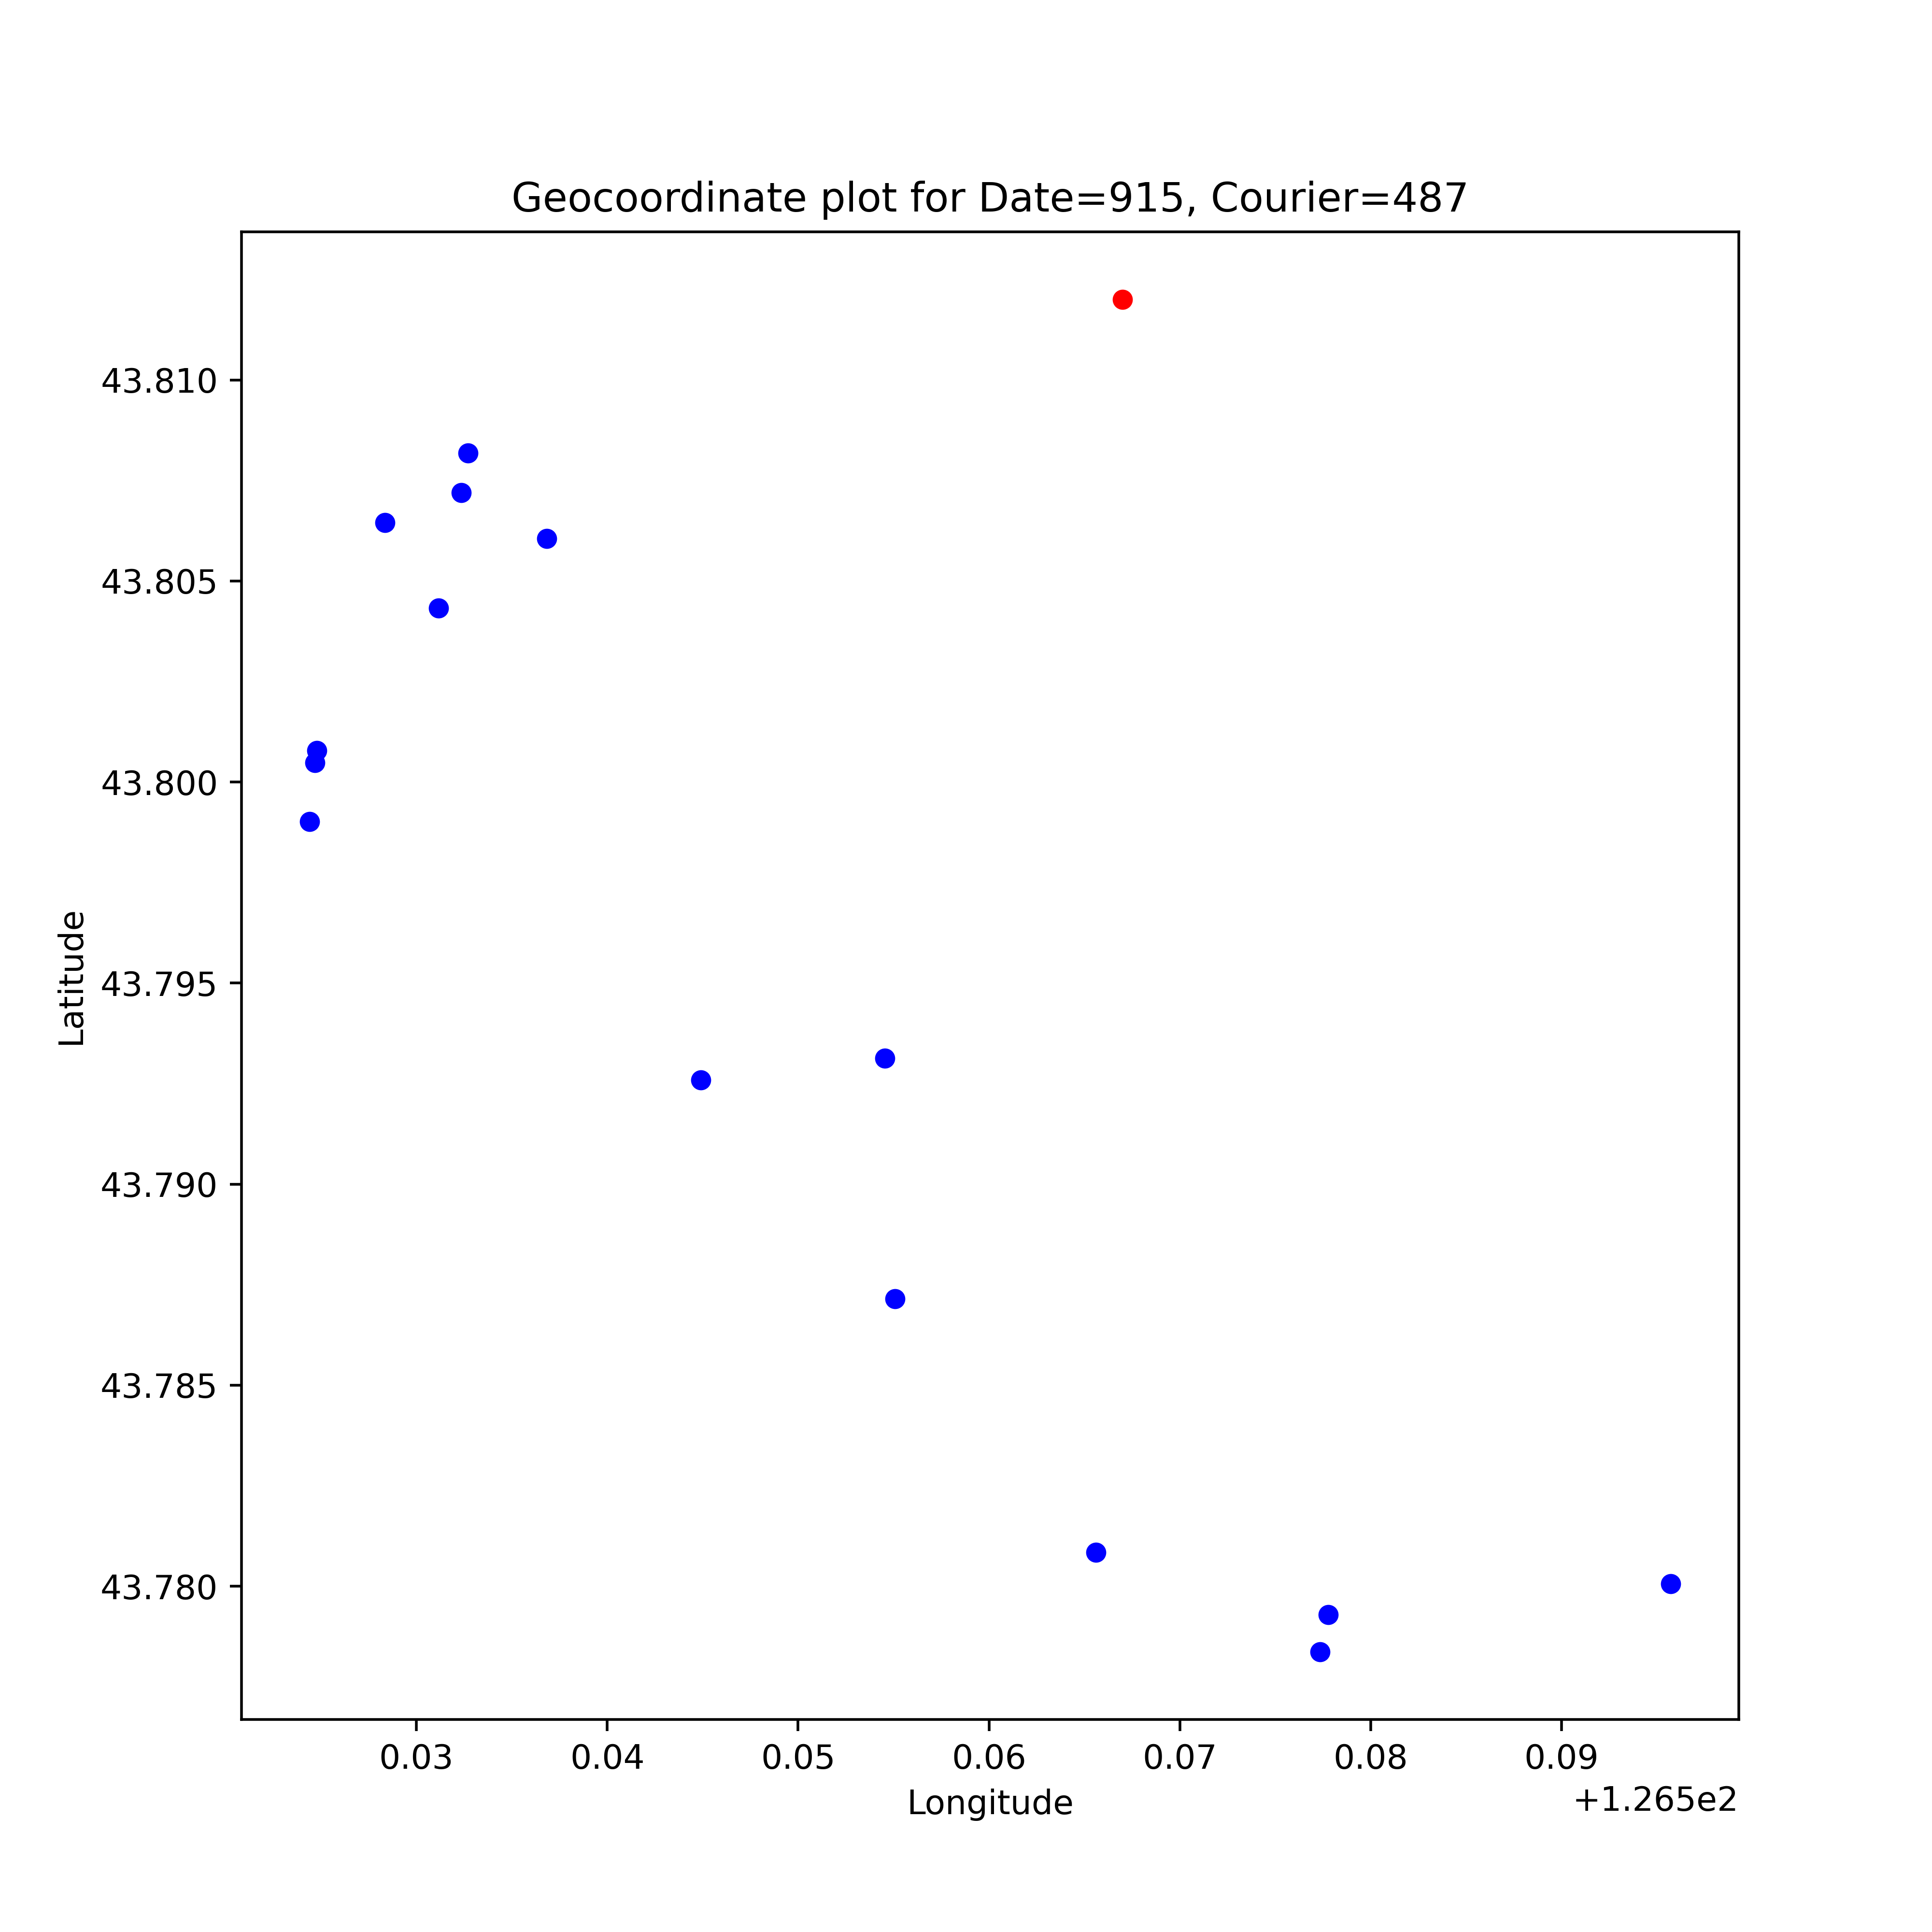 Geocoordinate plot for Date=915, Courier=487
43.810
43.805
43.800
43.795
43.790
43.785
43.780
Latitude
0.03 0.04 0.05 0.06 0.07 0.08 0.09
Longitude
+1.265e2